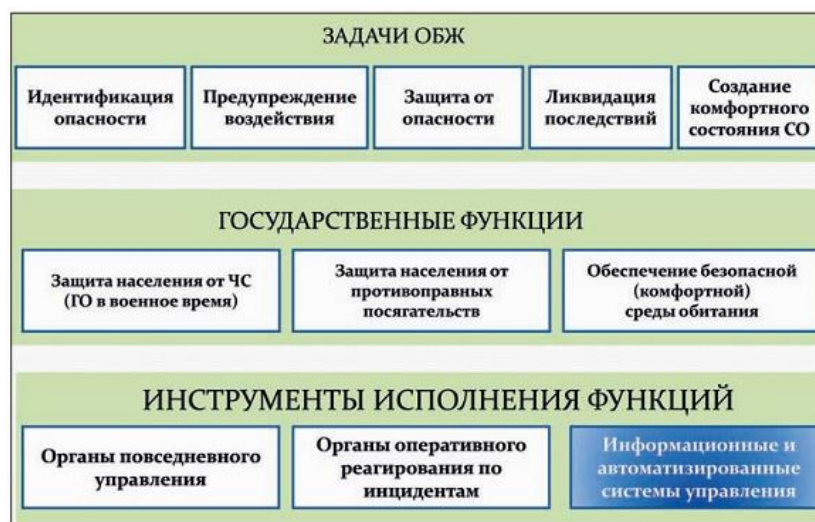 ЗАДАЧИ ОБЖ
Идентификация
опасности
Предупреждение
воздействия
Защита от
опасности
Ликвидация
последствий
Создание
комфортного
состояния СО
ГОСУДАРСТВЕННЫЕ ФУНКЦИИ
Защита населения от ЧС
(ГО в военное время)
Защита населения от
противоправных
посягательств
Обеспечение безопасной
(комфортной)
среды обитания
ИНСТРУМЕНТЫ ИСПОЛНЕНИЯ ФУНКЦИЙ
Органы повседневного
управления
Органы оперативного
реагирования по
инцидентам
Информационные и
автоматизированные
системы управления